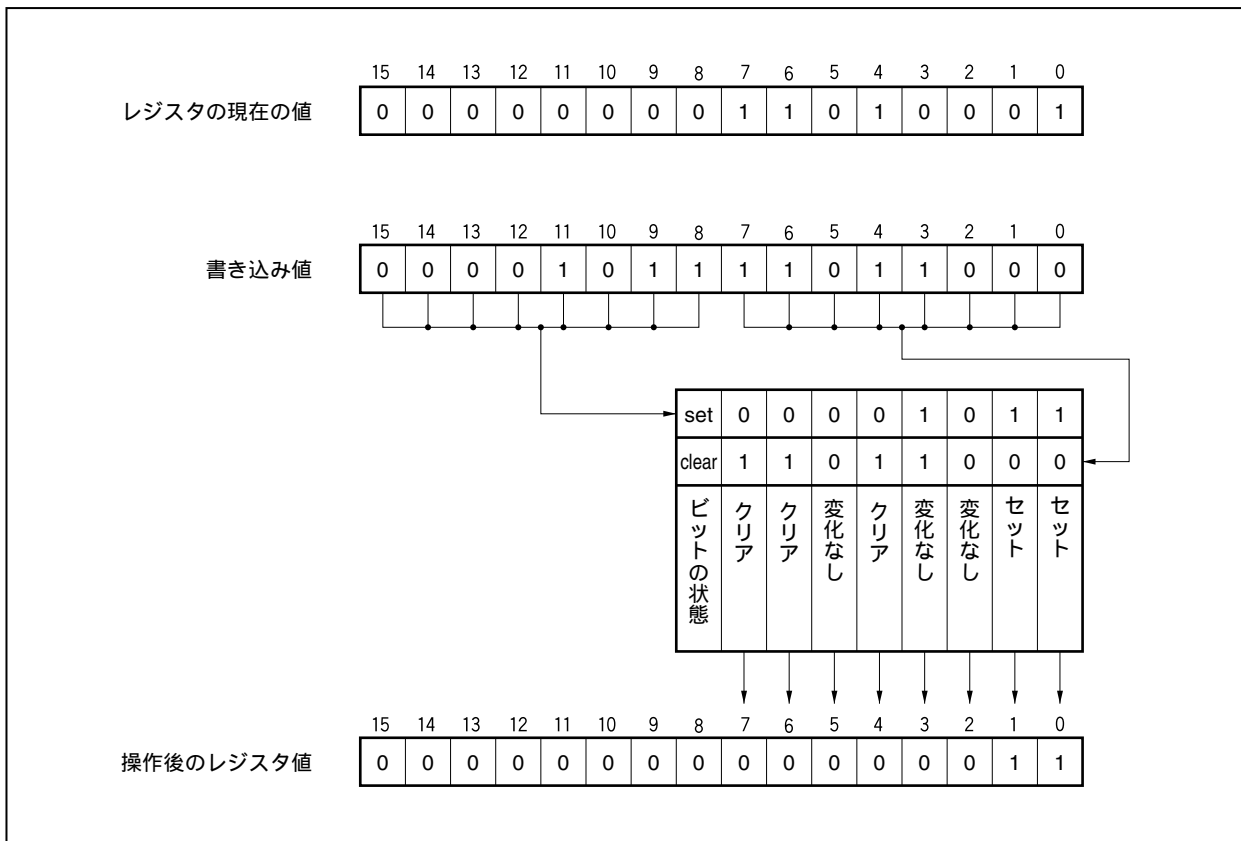 15 14 13 12 11 10 9 8 7 6 5 4 3 2 1 0
レジスタの現在の値 0 0 0 0 0 0 0 0 1 1 0 1 0 0 0 1
15 14 13 12 11 10 9 8 7 6 5 4 3 2 1 0
書き込み値 0 0 0 0 1 0 1 1 1 1 0 1 1 0 0 0
set 0 0 0 0 1 0 1 1
clear 1 1 0 1 1 0 0 0
ビットの状態 クリア クリア 変化なし クリア 変化なし 変化なし セット セット
15 14 13 12 11 10 9 8 7 6 5 4 3 2 1 0
操作後のレジスタ値 0 0 0 0 0 0 0 0 0 0 0 0 0 0 1 1